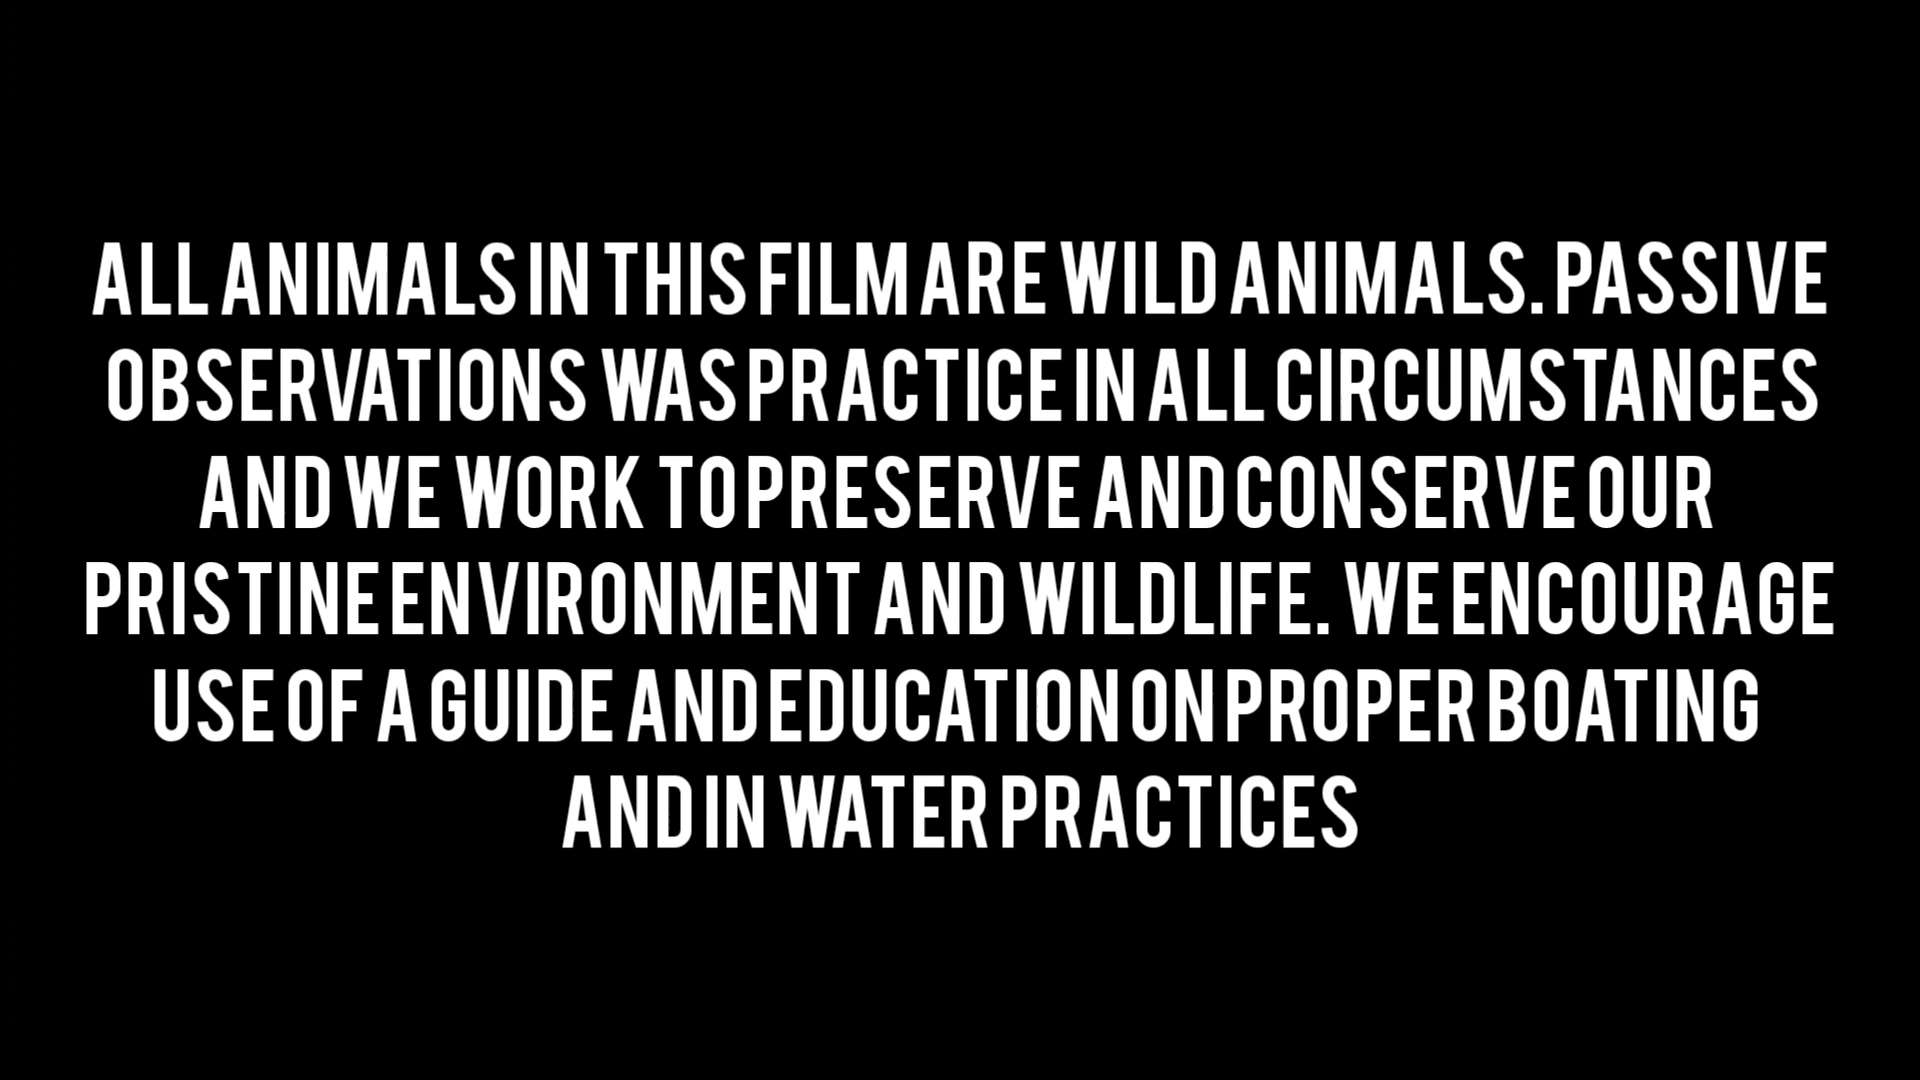 ALL ANIMALS IN THIS FILM ARE WILD ANIMALS. PASSIVE
OBSERVATIONS WAS PRACTICE IN ALL CIRCUMSTANCES
AND WE WORK TO PRESERVE AND CONSERVE OUR
PRISTINE ENVIRONMENT AND WILDLIFE. WE ENCOURAGE
USE OF A GUIDE AND EDUCATION ON PROPER BOATING
AND IN WATER PRACTICES